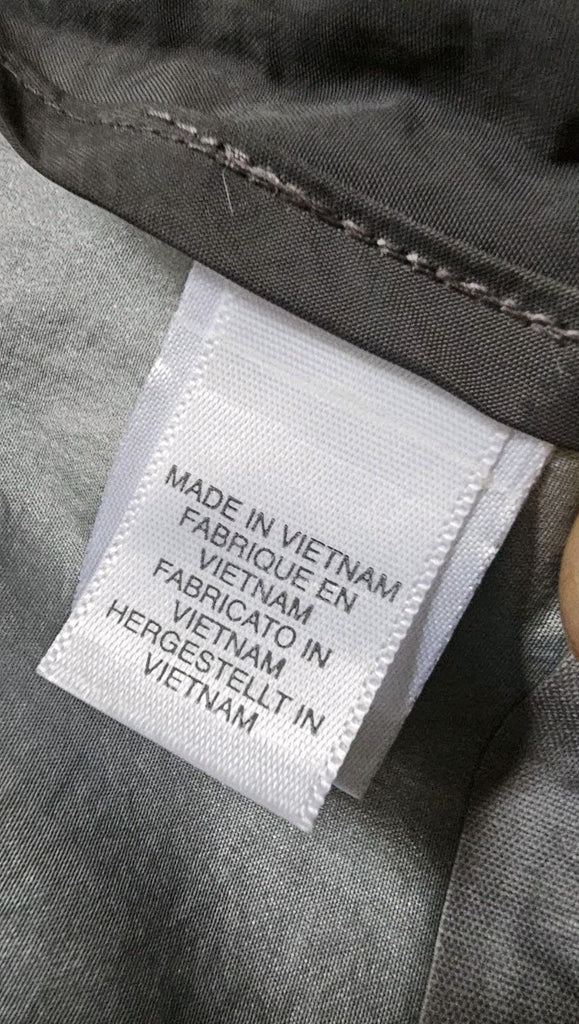 MADE IN VIETNAM
FABRIQUE EN
VIETNAM
FABRICATO IN
VIETNAM
HERGESTELLT IN
VIETNAM